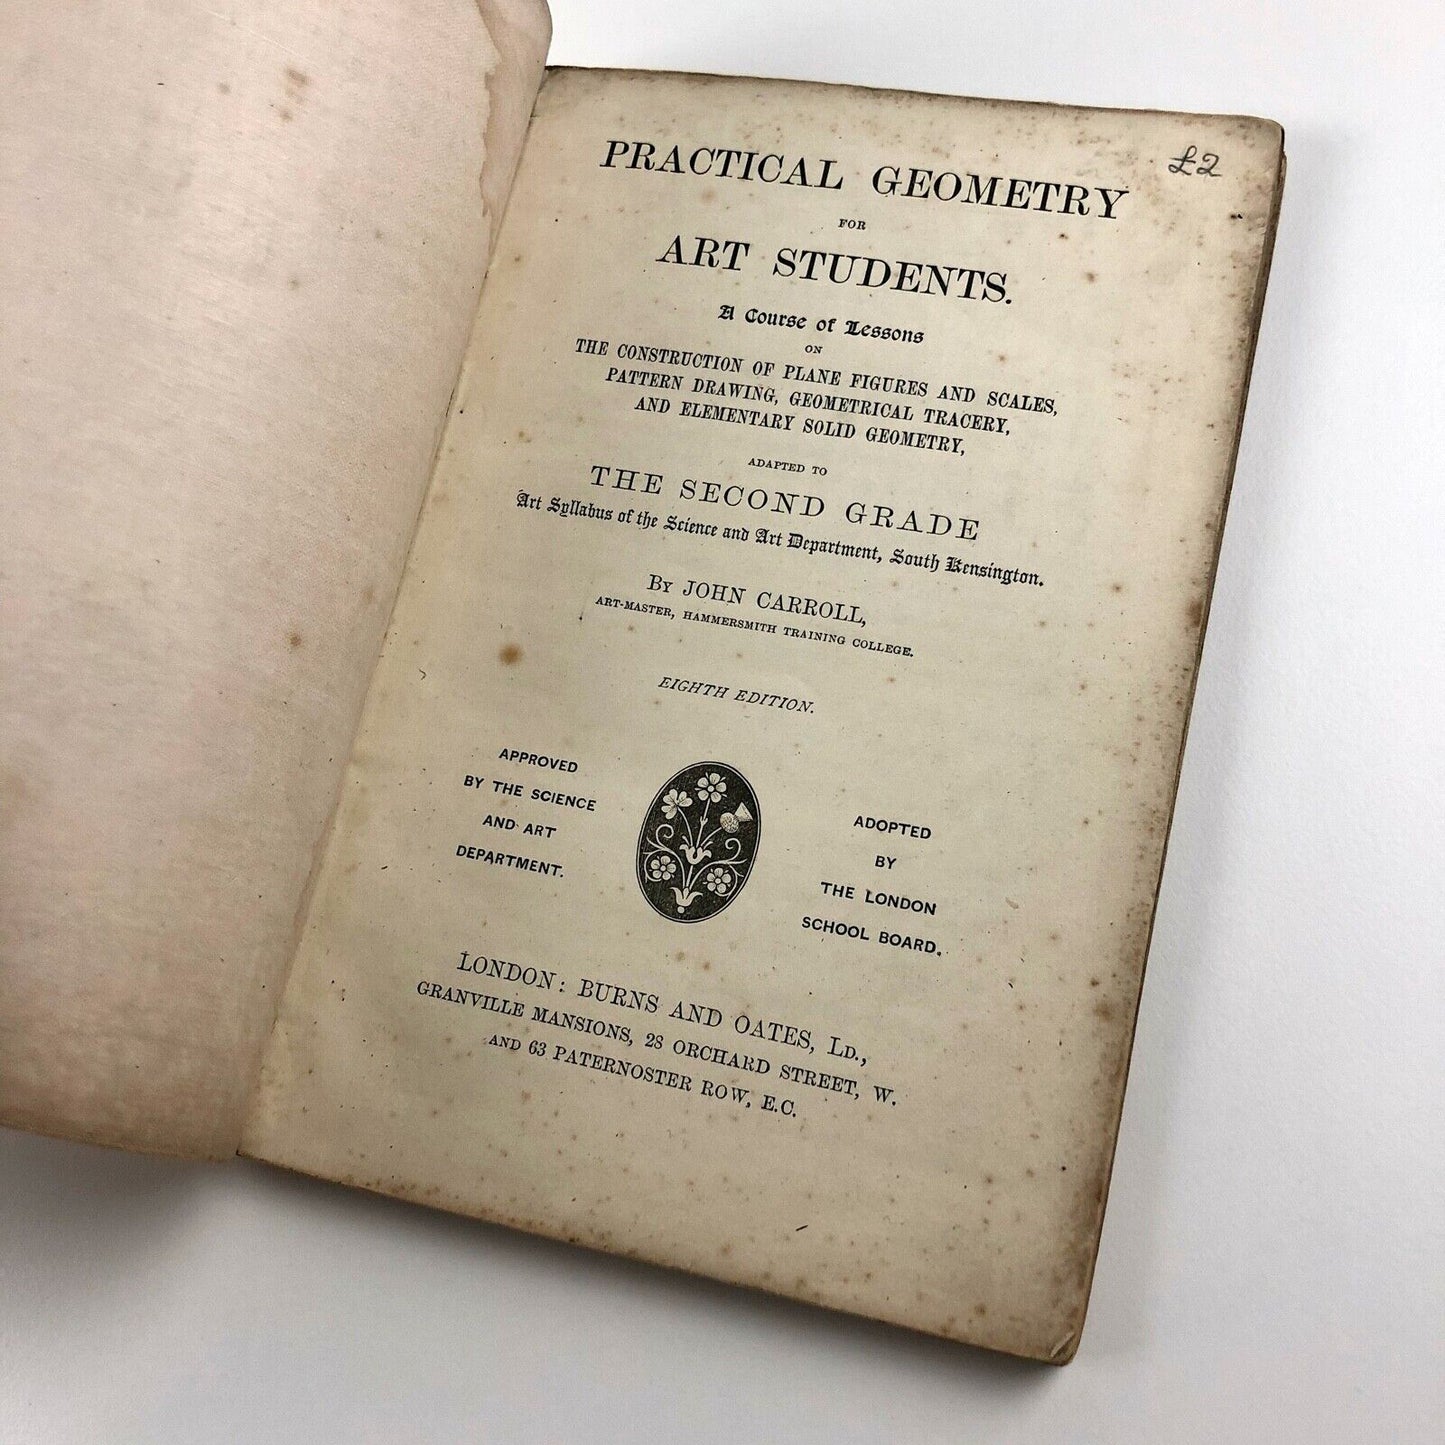 £2
PRACTICAL GEOMETRY
FOR
ART STUDENTS.
A Course of Lessons
ON
THE CONSTRUCTION OF PLANE FIGURES AND SCALES,
PATTERN DRAWING, GEOMETRICAL TRACERY,
AND ELEMENTARY SOLID GEOMETRY,
ADAPTED TO
THE SECOND GRADE
Art Syllabus of the Science and Art Department, South Kensington.
BY JOHN CARROLL,
ART-MASTER, HAMMERSMITH TRAINING COLLEGE.
EIGHTH EDITION.
APPROVED
BY THE SCIENCE
AND ART
DEPARTMENT.
ADOPTED
BY
THE LONDON
SCHOOL BOARD.
LONDON: BURNS AND OATES, LD.,
GRANVILLE MANSIONS, 28 ORCHARD STREET, W.
AND 63 PATERNOSTER ROW, E.C.